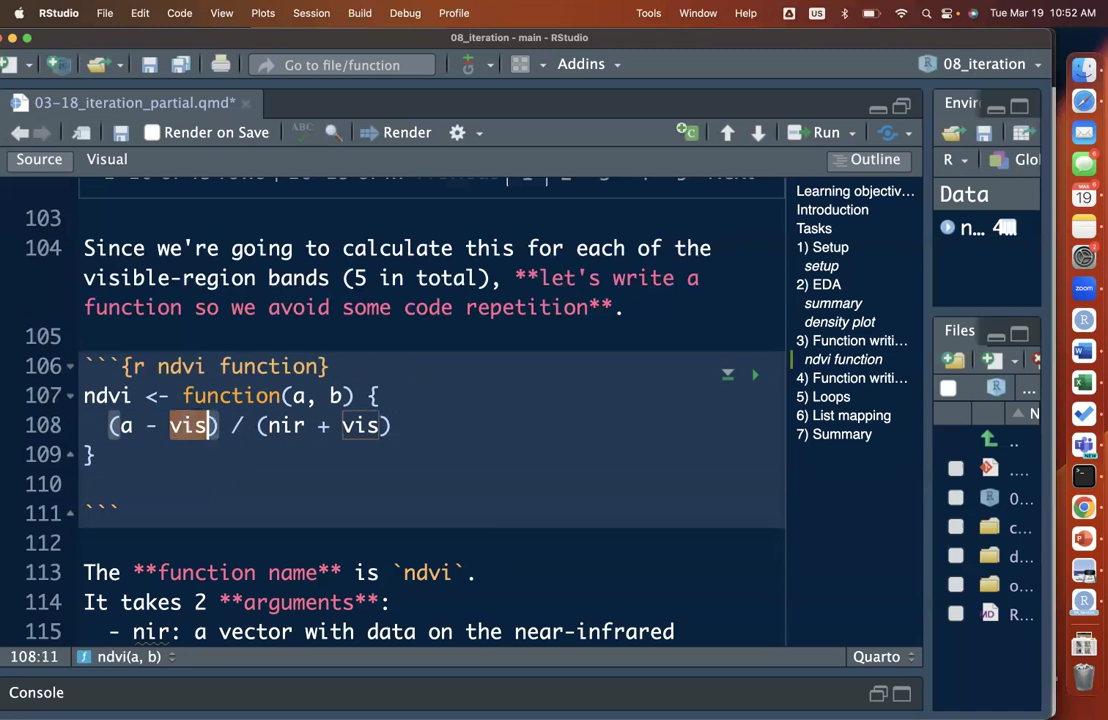 RStudio File Edit Code View Plots Session Build Debug Profile Tools Window Help US Tue Mar 19 10:52 AM
08_iteration - main - RStudio
Go to file/function Addins 08_iteration
03-18_iteration_partial.qmd*
Render on Save ABC Render Run
Source Visual Outline
103
104 Since we're going to calculate this for each of the
visible-region bands (5 in total), **let's write a
function so we avoid some code repetition**.
105
106 ```{r ndvi function}
107 ndvi <- function(a, b) {
108 (a - vis) / (nir + vis)
109 }
110
111 ```
112
113 The **function name** is `ndvi`.
114 It takes 2 **arguments**:
115 - nir: a vector with data on the near-infrared
108:11 ndvi(a, b) Quarto
Console
Learning objectiv...
Introduction
Tasks
1) Setup
setup
2) EDA
summary
density plot
3) Function writi...
ndvi function
4) Function writi...
5) Loops
6) List mapping
7) Summary
Envir
R Glo
Data
n... 4
Files
...
N
..
....
0...
c...
d...
o...
R...